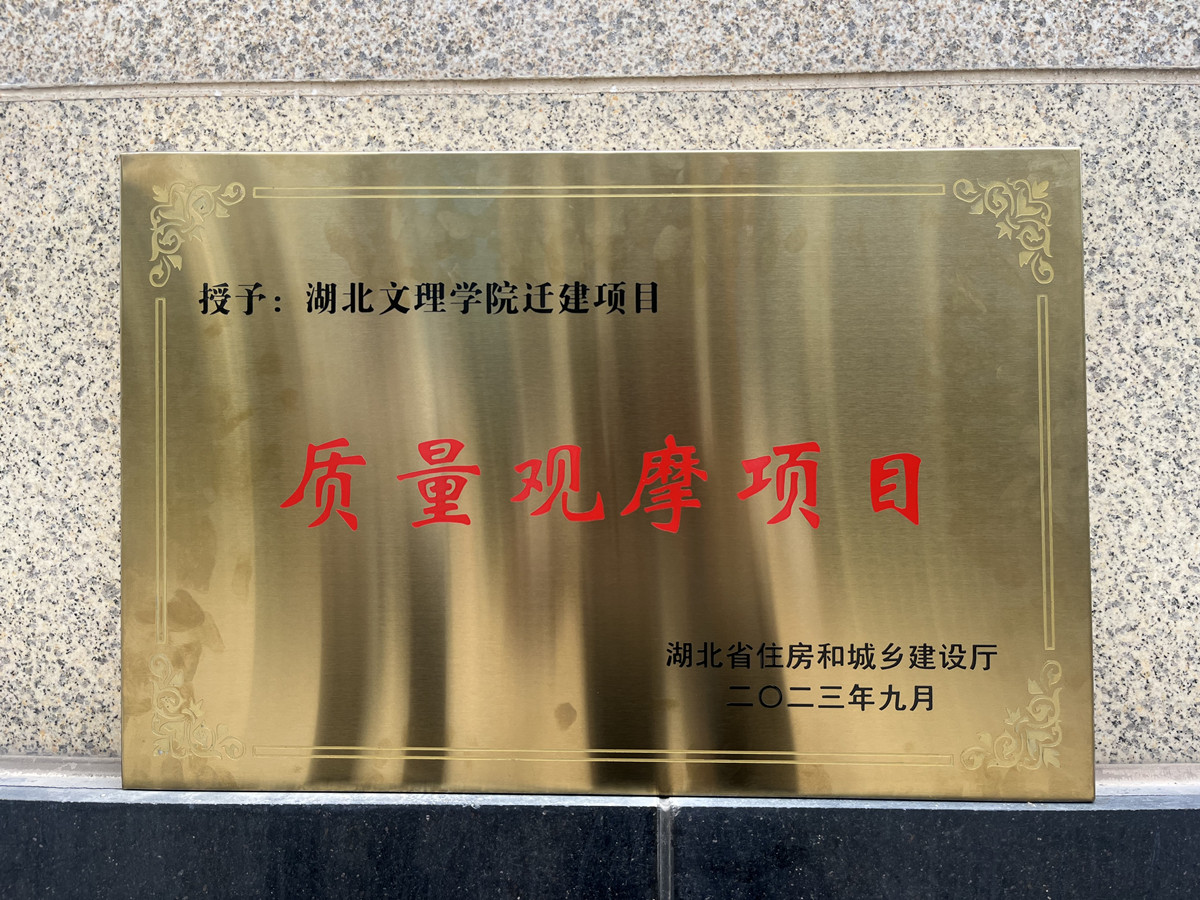 授予：湖北文理学院迁建项目
质量观摩项目
湖北省住房和城乡建设厅
二〇二三年九月